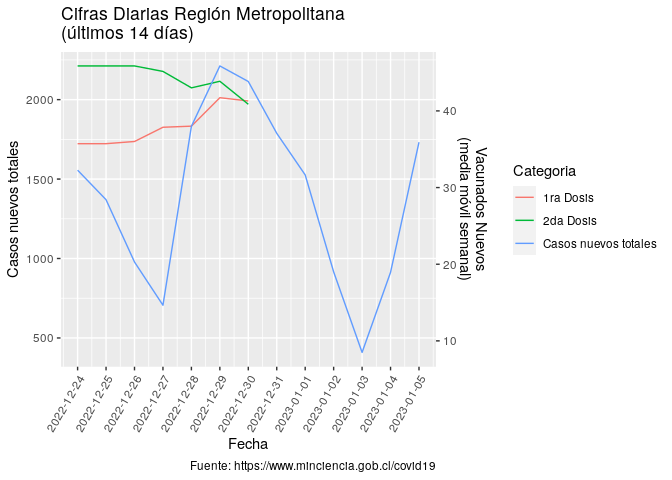 Cifras Diarias Región Metropolitana
(últimos 14 días)
Casos nuevos totales
2000
1500
1000
500
40
30
20
10
Vacunados Nuevos
(media móvil semanal)
2022-12-24
2022-12-25
2022-12-26
2022-12-27
2022-12-28
2022-12-29
2022-12-30
2022-12-31
2023-01-01
2023-01-02
2023-01-03
2023-01-04
2023-01-05
Fecha
Categoria
1ra Dosis
2da Dosis
Casos nuevos totales
Fuente: https://www.minciencia.gob.cl/covid19